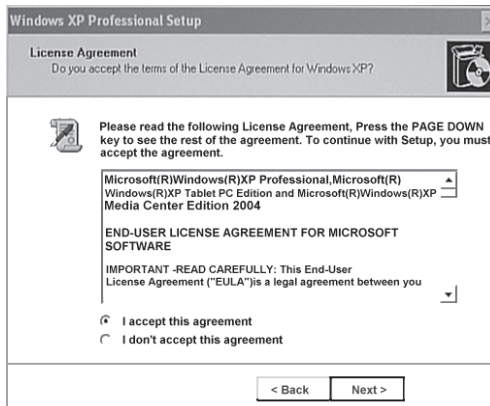 Windows XP Professional Setup
License Agreement
Do you accept the terms of the License Agreement for Windows XP?
Please read the following License Agreement, Press the PAGE DOWN
key to see the rest of the agreement. To continue with Setup, you must
accept the agreement.
Microsoft(R)Windows(R)XP Professional,Microsoft(R)
Windows(R)XP Tablet PC Edition and Microsoft(R)Windows(R)XP
Media Center Edition 2004
END-USER LICENSE AGREEMENT FOR MICROSOFT
SOFTWARE
IMPORTANT -READ CAREFULLY: This End-User
License Agreement ("EULA")is a legal agreement between you
I accept this agreement
I don't accept this agreement
< Back
Next >